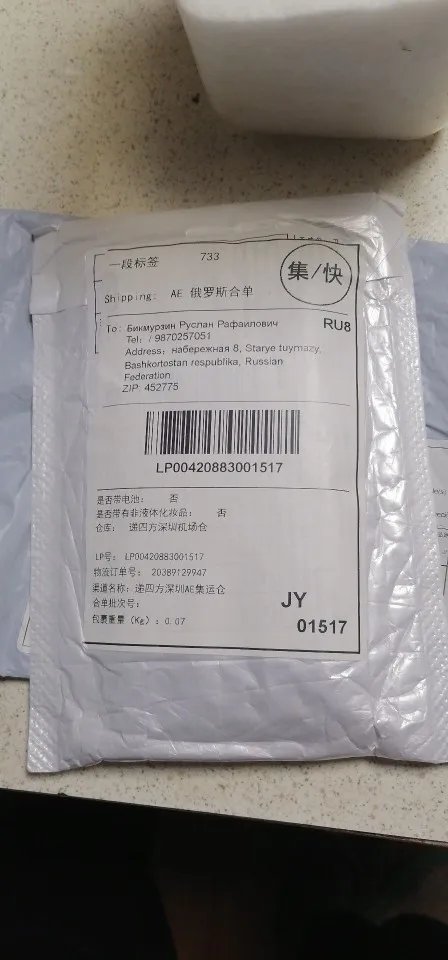 一段标签 733
集/快
Shipping: AE 俄罗斯合单
To: Бикмурзин Руслан Рафаилович RU8
Tel: / 9870257051
Address: набережная 8, Starye tuymazy,
Bashkortostan respublika, Russian
Federation
ZIP: 452775
LP00420883001517
是否带电池： 否
是否带有非液体化妆品： 否
仓库： 递四方深圳机场仓
LP号： LP00420883001517
物流订单号： 20389129947
渠道名称：递四方深圳AE集运仓
合单批次号：
JY
包裹重量（Kg）：0.07
01517